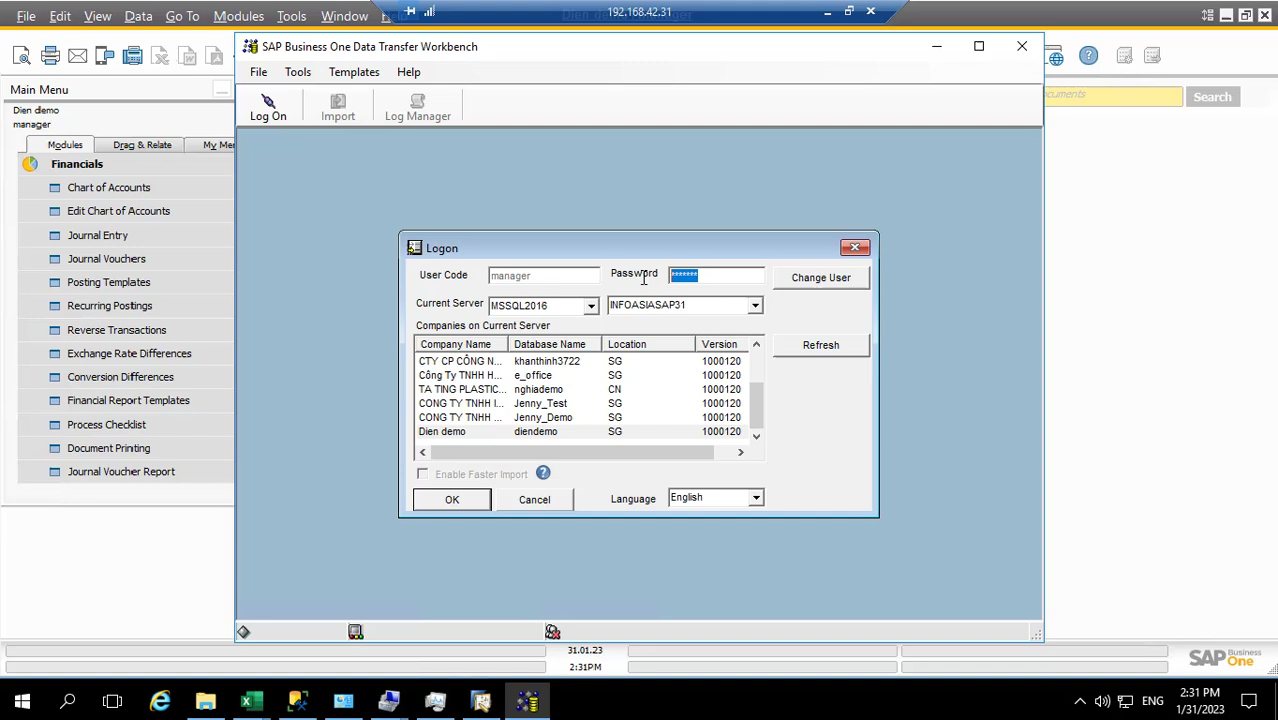 File Edit View Data Go To Modules Tools Window Help
192.168.42.31
Main Menu
Dien demo
manager
Modules Drag & Relate My Me
Financials
Chart of Accounts
Edit Chart of Accounts
Journal Entry
Journal Vouchers
Posting Templates
Recurring Postings
Reverse Transactions
Exchange Rate Differences
Conversion Differences
Financial Report Templates
Process Checklist
Document Printing
Journal Voucher Report
Search
SAP Business One Data Transfer Workbench
File Tools Templates Help
Log On Import Log Manager
Logon
User Code manager Password ******* Change User
Current Server MSSQL2016 INFOASIASAP31
Companies on Current Server
Company Name Database Name Location Version Refresh
CTY CP CÔNG N... khanthinh3722 SG 1000120
Công Ty TNHH H... e_office SG 1000120
TA TING PLASTIC... nghiademo CN 1000120
CONG TY TNHH I... Jenny_Test SG 1000120
CONG TY TNHH ... Jenny_Demo SG 1000120
Dien demo diendemo SG 1000120
Enable Faster Import ?
OK Cancel Language English
31.01.23
2:31PM
SAP Business One
ENG
2:31 PM
1/31/2023